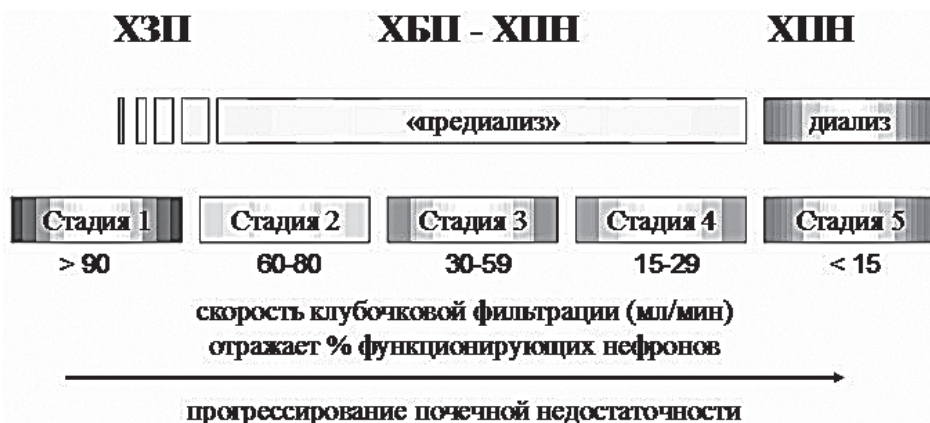 ХЗП ХБП - ХПН ХПН
«предиализ» диализ
Стадия 1 Стадия 2 Стадия 3 Стадия 4 Стадия 5
> 90 60-80 30-59 15-29 < 15
скорость клубочковой фильтрации (мл/мин)
отражает % функционирующих нефронов
прогрессирование почечной недостаточности